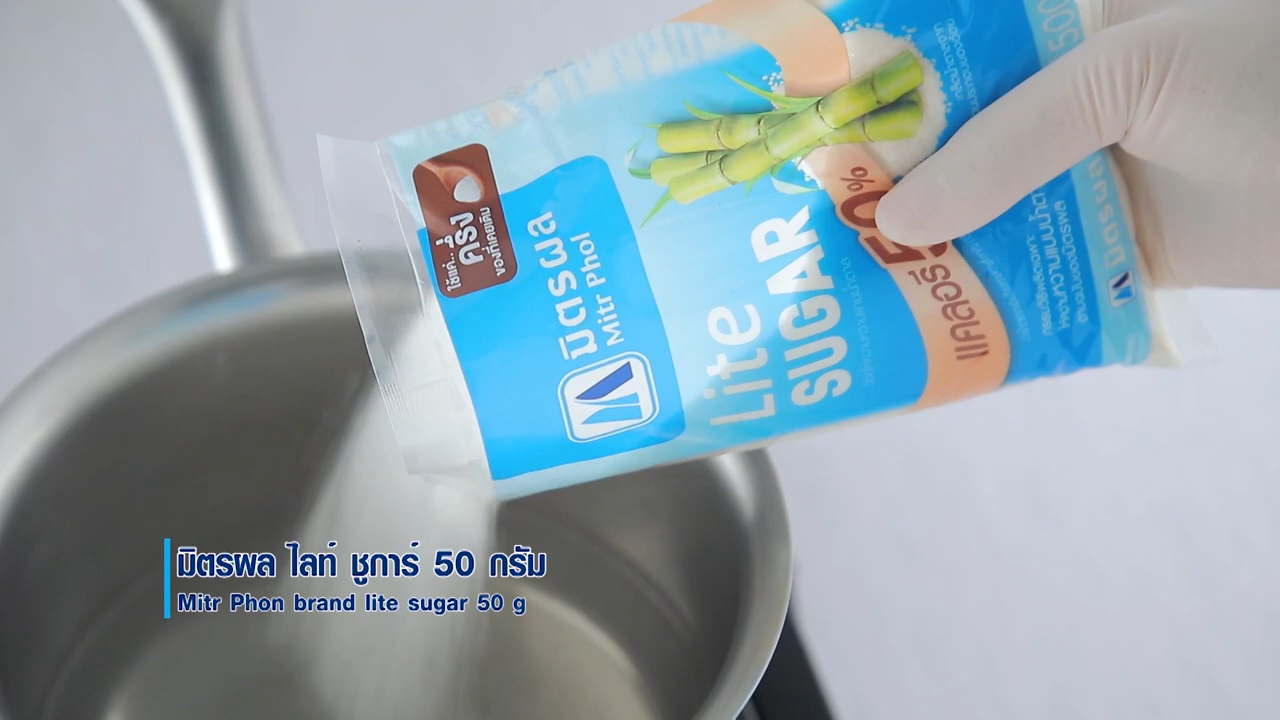 ใช้แค่..
ครึ่ง
ของที่เคยเติม
มิตรผล
Mitr Phol
Lite
SUGAR
50%
แคลอรี
500
มิตรผล
มิตรผล ไลท์ ชูการ์ 50 กรัม
Mitr Phon brand lite sugar 50 g